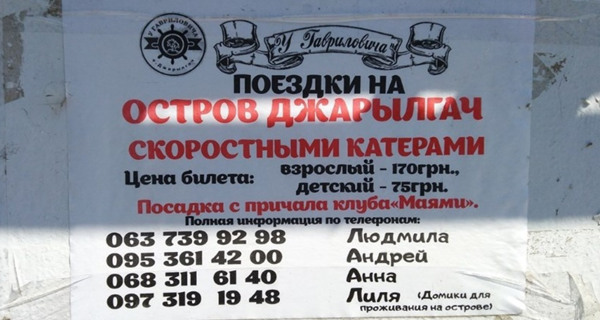 У ГАВРИЛОВИЧА
У Гавриловича
ПОЕЗДКИ НА
ОСТРОВ ДЖАРЫЛГАЧ
СКОРОСТНЫМИ КАТЕРАМИ
Цена билета: взрослый - 170грн.,
детский - 75грн.
Посадка с причала клуба«Маями».
Полная информация по телефонам:
063 739 92 98 Людмила
095 361 42 00 Андрей
068 311 61 40 Анна
097 319 19 48 Лиля (Домики для
проживания на острове)